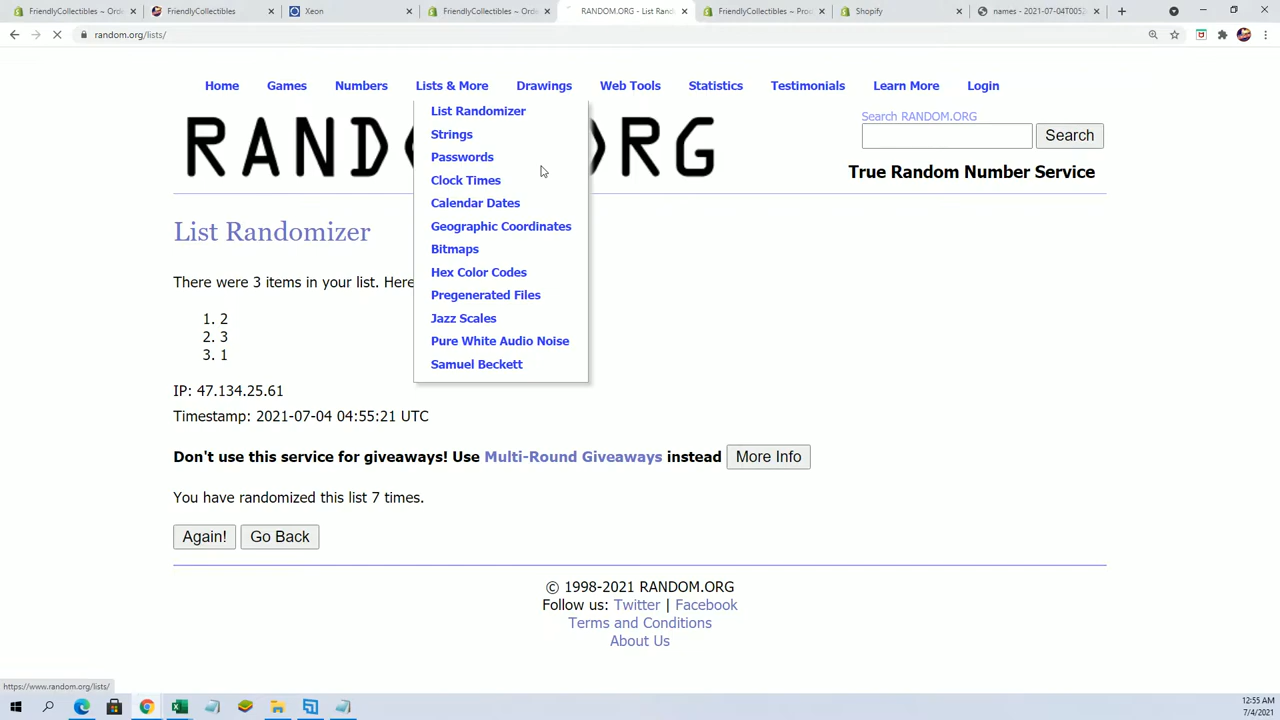 FriendlyCollectibles ~ Orde
FriendlyCollectibles
Xeon
FriendlyCollectibles ~ Orde
RANDOM.ORG - List Rand
FriendlyCollectibles ~ Prod
Shopify
names - 2021-07-04T005
random.org/lists/
Home Games Numbers Lists & More Drawings Web Tools Statistics Testimonials Learn More Login
List Randomizer
Strings
Passwords
Clock Times
Calendar Dates
Geographic Coordinates
Bitmaps
Hex Color Codes
Pregenerated Files
Jazz Scales
Pure White Audio Noise
Samuel Beckett
RAND RG
Search RANDOM.ORG
Search
True Random Number Service
List Randomizer
There were 3 items in your list. Here
1. 2
2. 3
3. 1
IP: 47.134.25.61
Timestamp: 2021-07-04 04:55:21 UTC
Don't use this service for giveaways! Use Multi-Round Giveaways instead More Info
You have randomized this list 7 times.
Again! Go Back
© 1998-2021 RANDOM.ORG
Follow us: Twitter | Facebook
Terms and Conditions
About Us
https://www.random.org/lists/
12:55 AM
7/4/2021